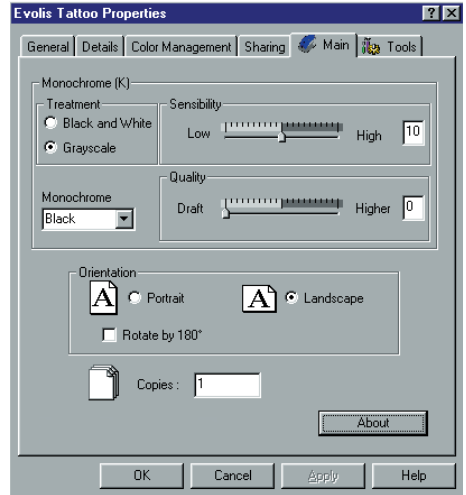 Evolis Tattoo Properties
General Details Color Management Sharing Main Tools
Monochrome (K)
Treatment
Black and White
Grayscale
Sensibility
Low High 10
Monochrome
Black
Quality
Draft Higher 0
Orientation
A Portrait A Landscape
Rotate by 180°
Copies : 1
About
OK Cancel Apply Help